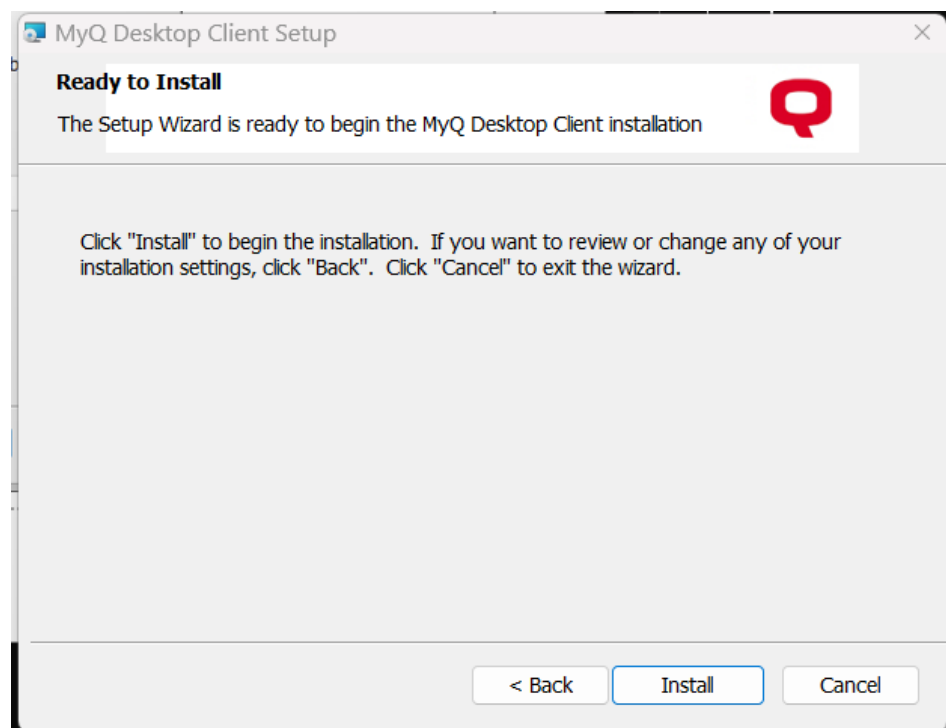 MyQ Desktop Client Setup
Ready to Install
The Setup Wizard is ready to begin the MyQ Desktop Client installation
Click "Install" to begin the installation.  If you want to review or change any of your
installation settings, click "Back".  Click "Cancel" to exit the wizard.
< Back
Install
Cancel